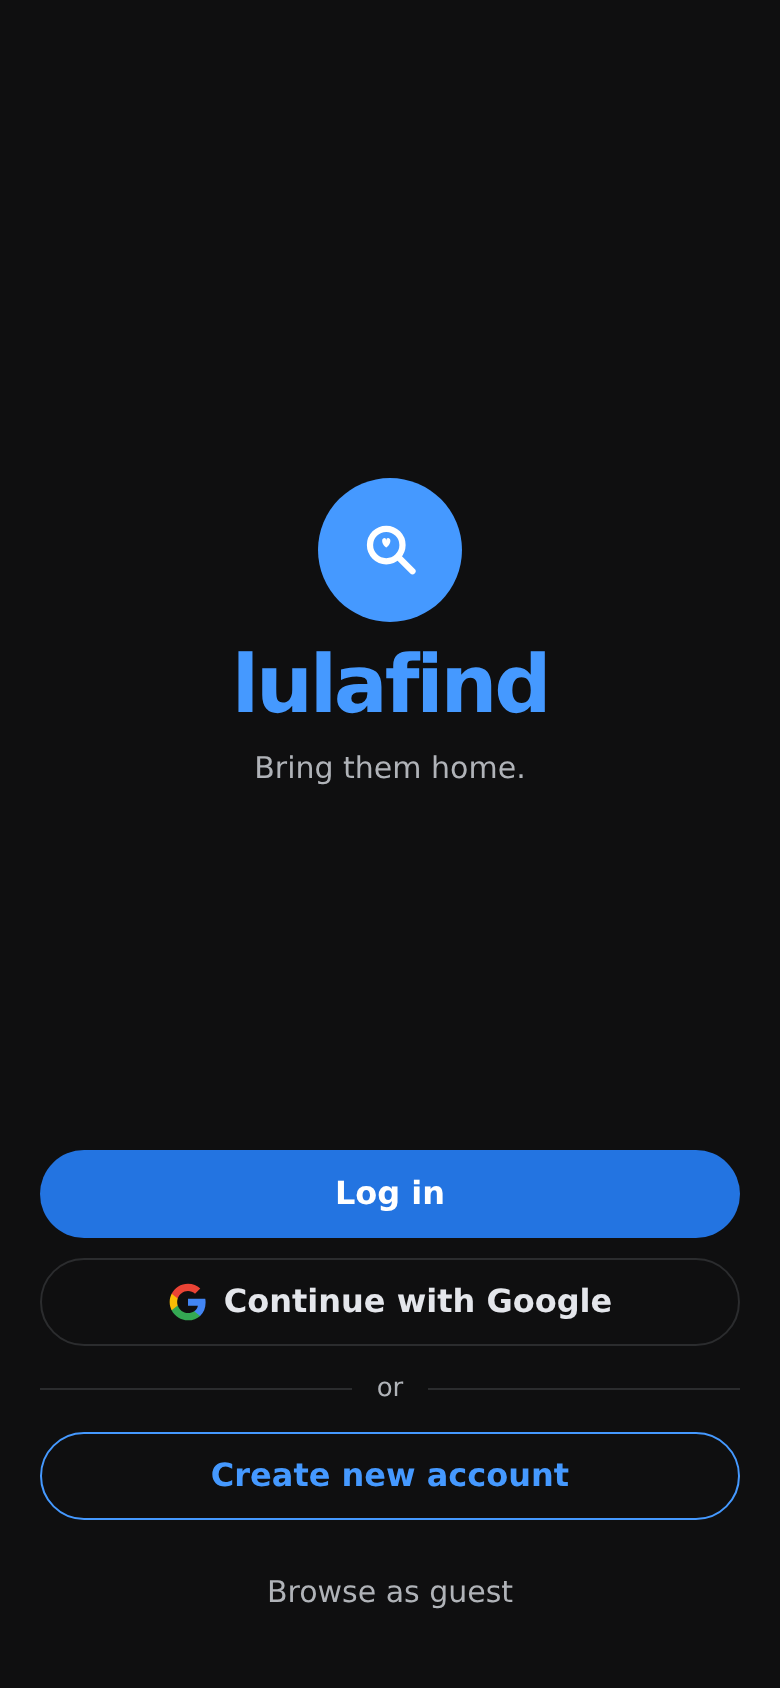 lulafind
Bring them home.
Log in
Continue with Google
or
Create new account
Browse as guest